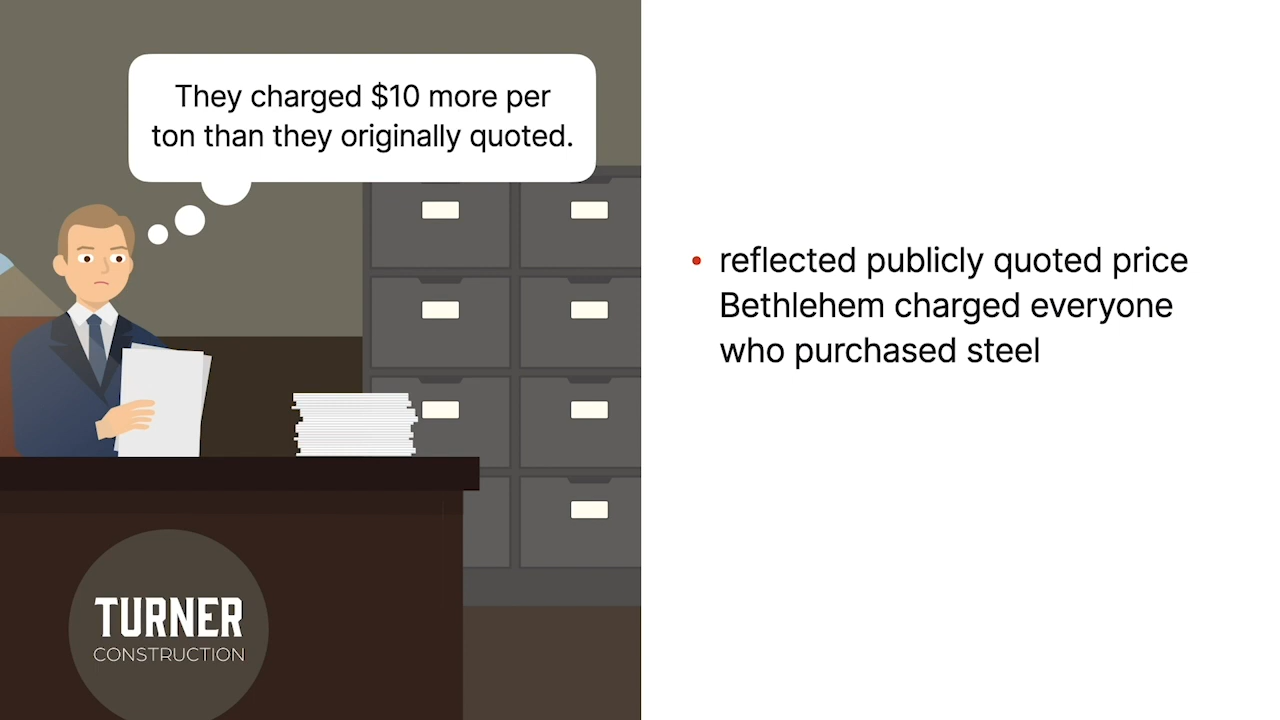 They charged $10 more per
ton than they originally quoted.
• reflected publicly quoted price
Bethlehem charged everyone
who purchased steel
TURNER
CONSTRUCTION